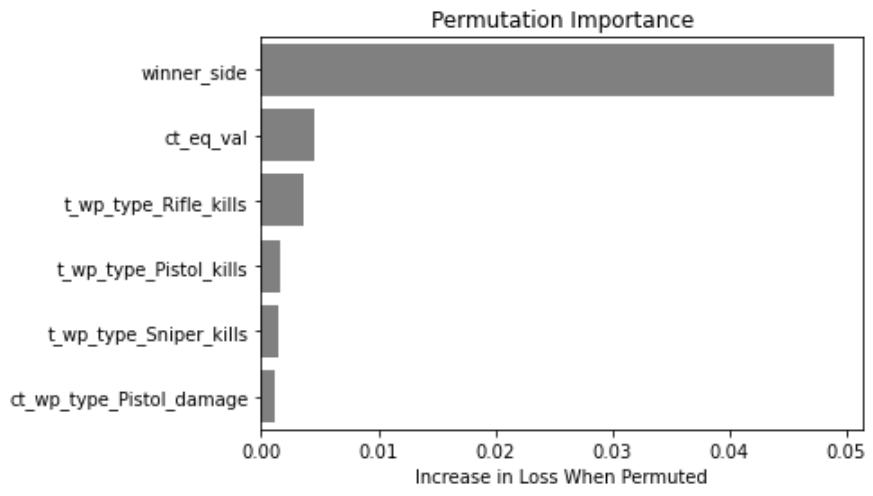 Permutation Importance
winner_side
ct_eq_val
t_wp_type_Rifle_kills
t_wp_type_Pistol_kills
t_wp_type_Sniper_kills
ct_wp_type_Pistol_damage
0.00 0.01 0.02 0.03 0.04 0.05
Increase in Loss When Permuted